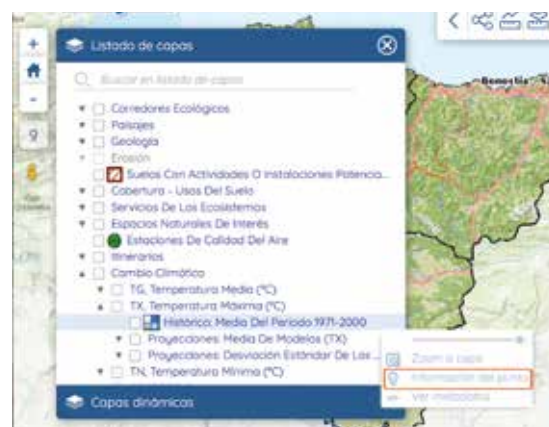 Listado de capas
Buscar en listado de capas
Corredores Ecológicos
Paisajes
Geología
Erosión
Suelos Con Actividades O Instalaciones Potencia...
Cobertura - Usos Del Suelo
Servicios De Los Ecosistemas
Espacios Naturales De Interés
Estaciones De Calidad Del Aire
Itinerarios
Cambio Climático
TG, Temperatura Media (°C)
TX, Temperatura Máxima (°C)
Histórico: Media Del Periodo 1971-2000
Proyecciones: Media De Modelos (TX)
Proyecciones: Desviación Estándar De Los ...
TN, Temperatura Mínima (°C)
Capas dinámicas
Donostia
Zoom a capa
Información del punto
Ver metadatos